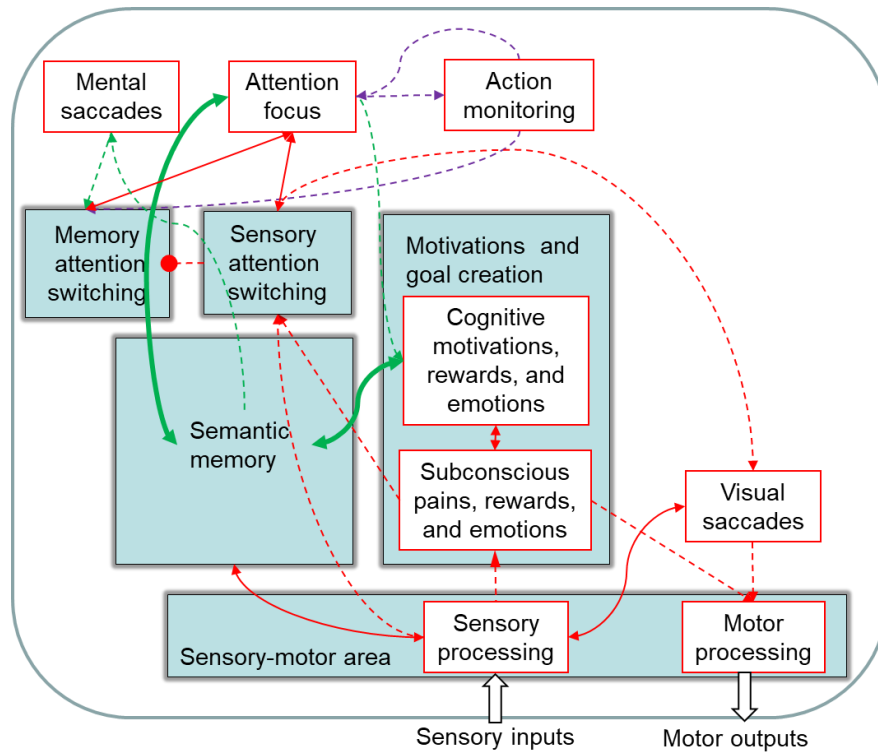 Mental
saccades
Attention
focus
Action
monitoring
Memory
attention
switching
Sensory
attention
switching
Motivations and
goal creation
Cognitive
motivations,
rewards, and
emotions
Semantic
memory
Subconscious
pains, rewards,
and emotions
Visual
saccades
Sensory-motor area
Sensory
processing
Motor
processing
Sensory inputs
Motor outputs